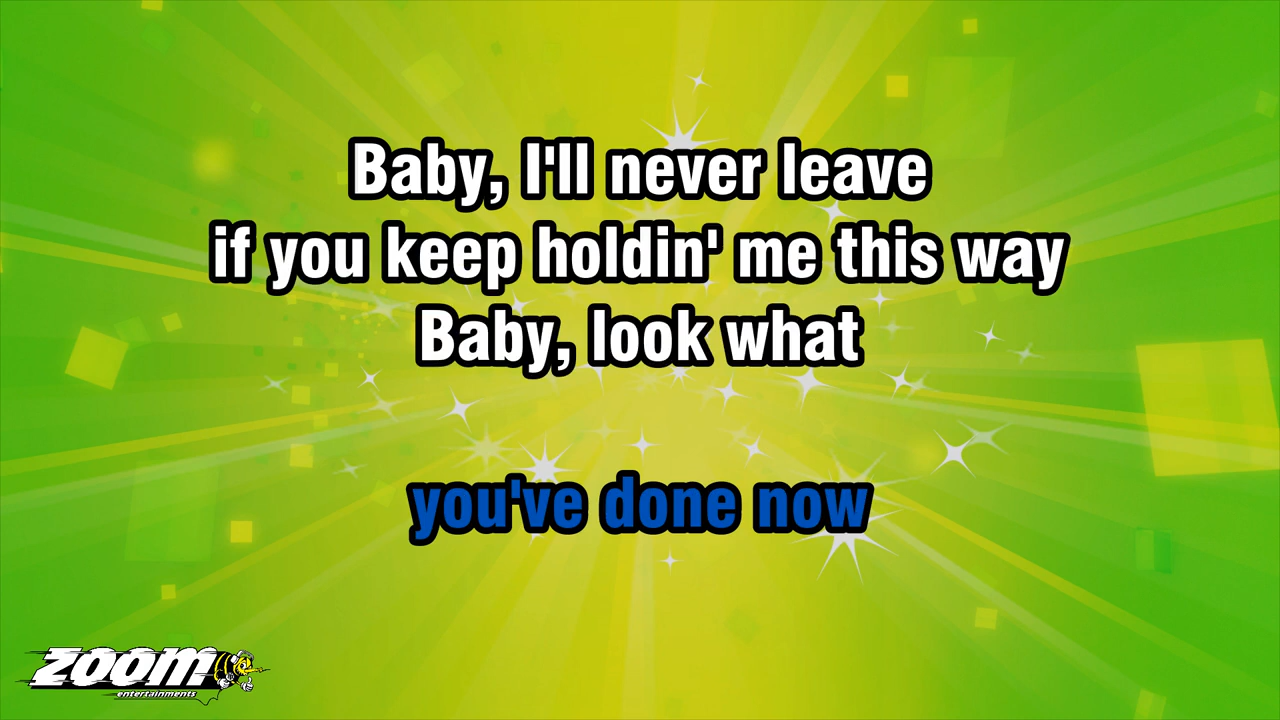 Baby, I'll never leave
if you keep holdin' me this way
Baby, look what
you've done now
ZOOM
entertainments